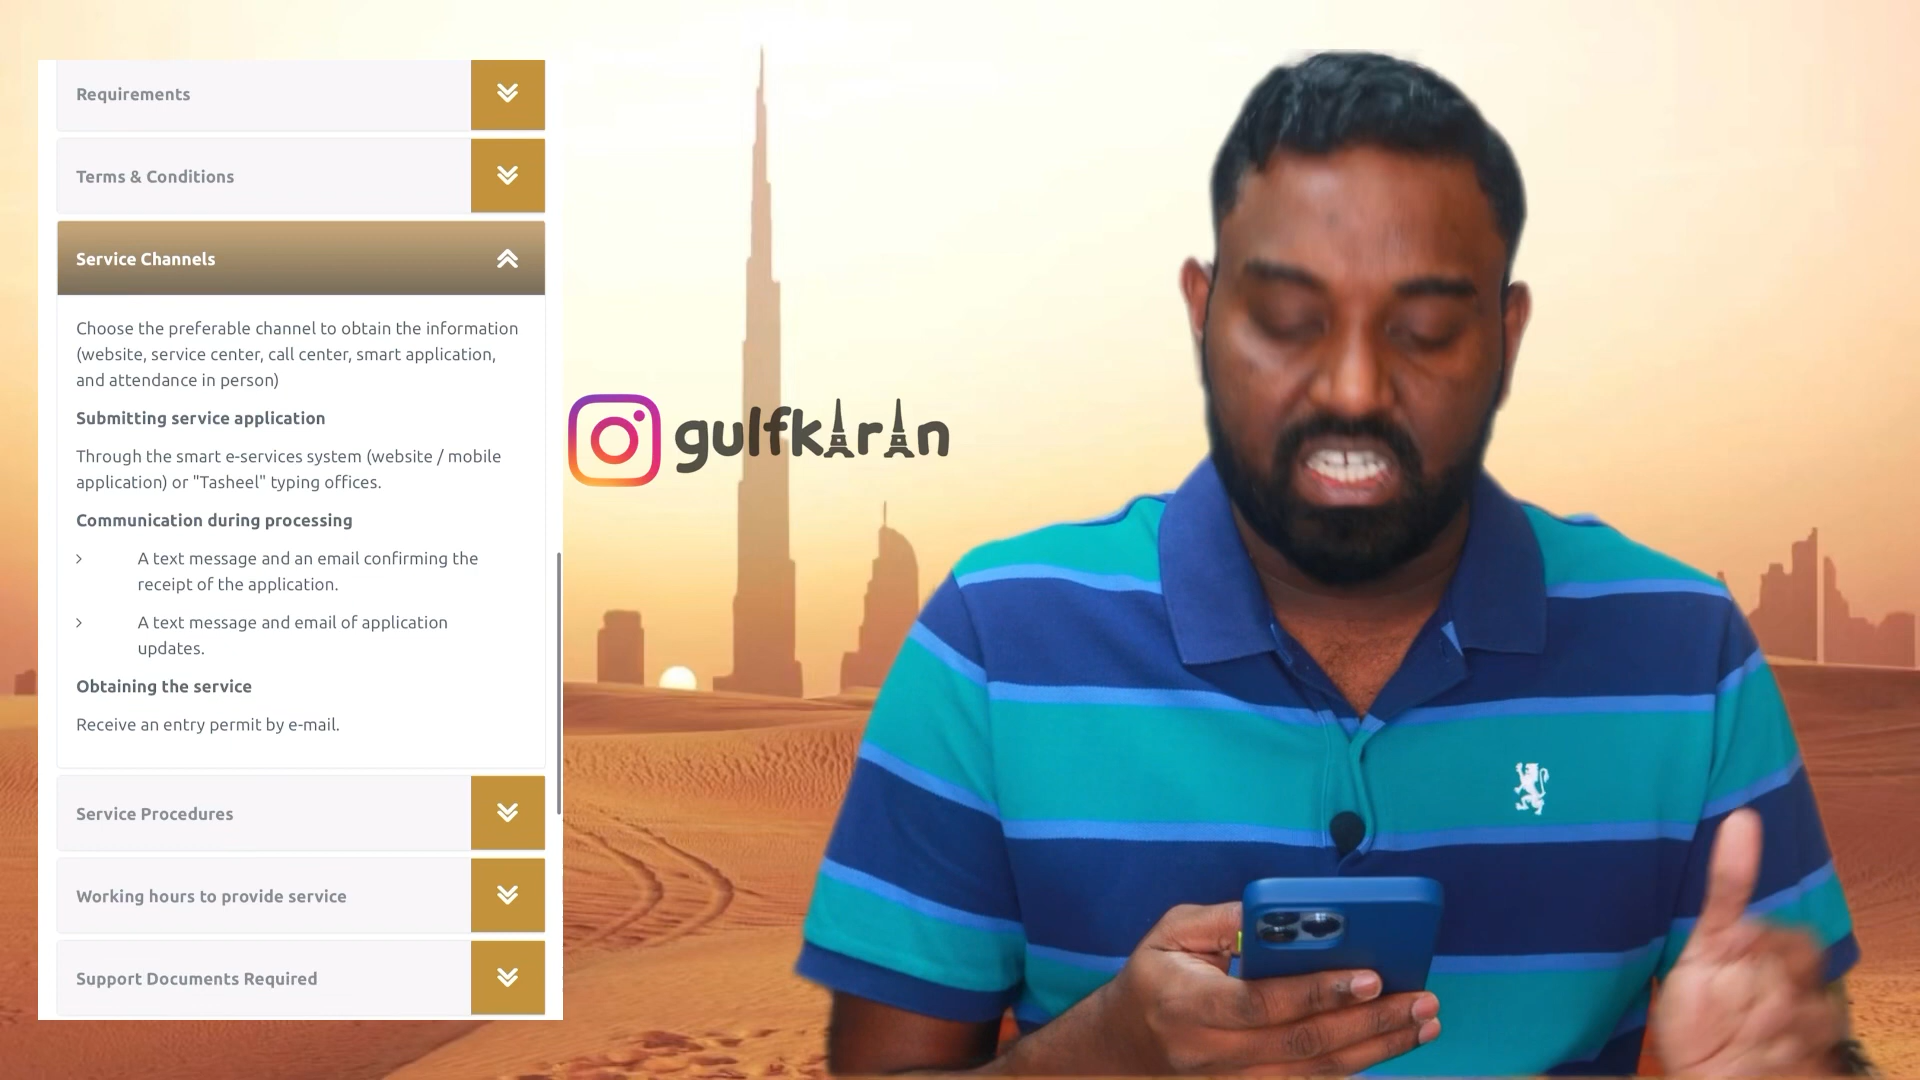 Requirements
Terms & Conditions
Service Channels
Choose the preferable channel to obtain the information
(website, service center, call center, smart application,
and attendance in person)
Submitting service application
Through the smart e-services system (website / mobile
application) or "Tasheel" typing offices.
Communication during processing
A text message and an email confirming the
receipt of the application.
A text message and email of application
updates.
Obtaining the service
Receive an entry permit by e-mail.
Service Procedures
Working hours to provide service
Support Documents Required
gulfkiran